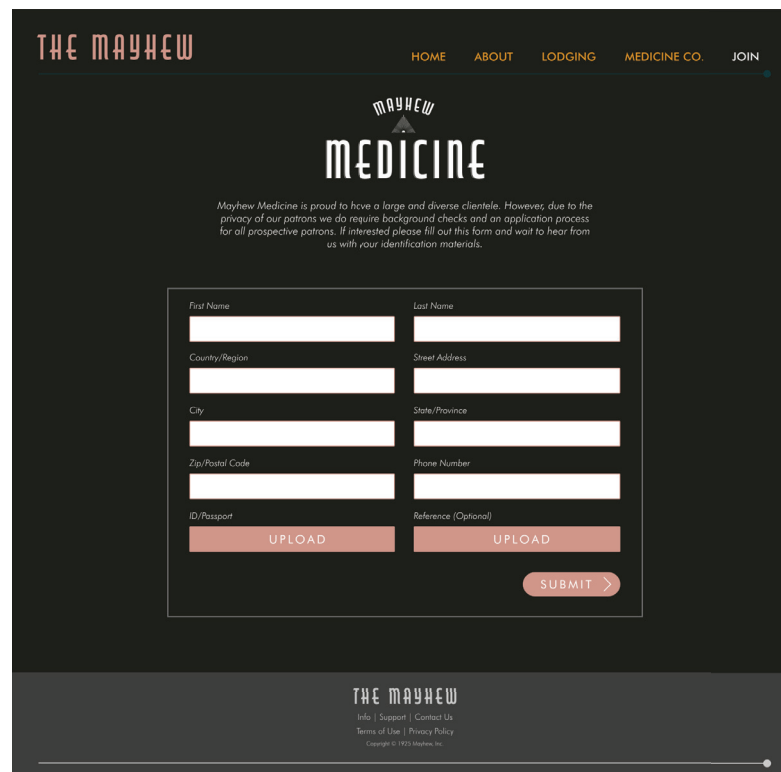 THE MAYHEW
HOME ABOUT LODGING MEDICINE CO. JOIN
MAYHEW
MEDICINE
Mayhew Medicine is proud to hcve a large and diverse clientele. However, due to the
privacy of our patrons we do require background checks and an application process
for all prospective patrons. If interested please fill out this form and wait to hear from
us with your identification materials.
First Name Last Name
Country/Region Street Address
City State/Province
Zip/Postal Code Phone Number
ID/Passport Reference (Optional)
UPLOAD UPLOAD
SUBMIT
THE MAYHEW
Info | Support | Contact Us
Terms of Use | Privacy Policy
Copyright © 1925 Mayhew, Inc.